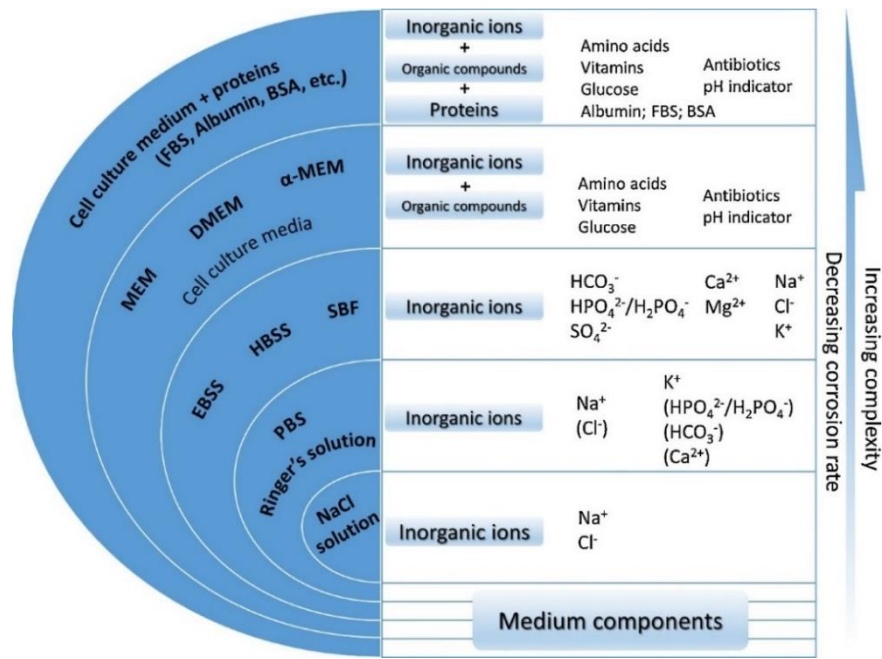 Cell culture medium + proteins
(FBS, Albumin, BSA, etc.)
Inorganic ions
+
Organic compounds
+
Proteins
Amino acids
Vitamins
Glucose
Albumin; FBS; BSA
Antibiotics
pH indicator
MEM
DMEM
α-MEM
Cell culture media
Inorganic ions
+
Organic compounds
Amino acids
Vitamins
Glucose
Antibiotics
pH indicator
EBSS
HBSS
SBF
Inorganic ions
HCO₃⁻
HPO₄²⁻/H₂PO₄⁻
SO₄²⁻
Ca²⁺
Mg²⁺
Na⁺
Cl⁻
K⁺
PBS
Ringer's solution
Inorganic ions
Na⁺
(Cl⁻)
K⁺
(HPO₄²⁻/H₂PO₄⁻)
(HCO₃⁻)
(Ca²⁺)
NaCl
solution
Inorganic ions
Na⁺
Cl⁻
Medium components
Decreasing corrosion rate
Increasing complexity